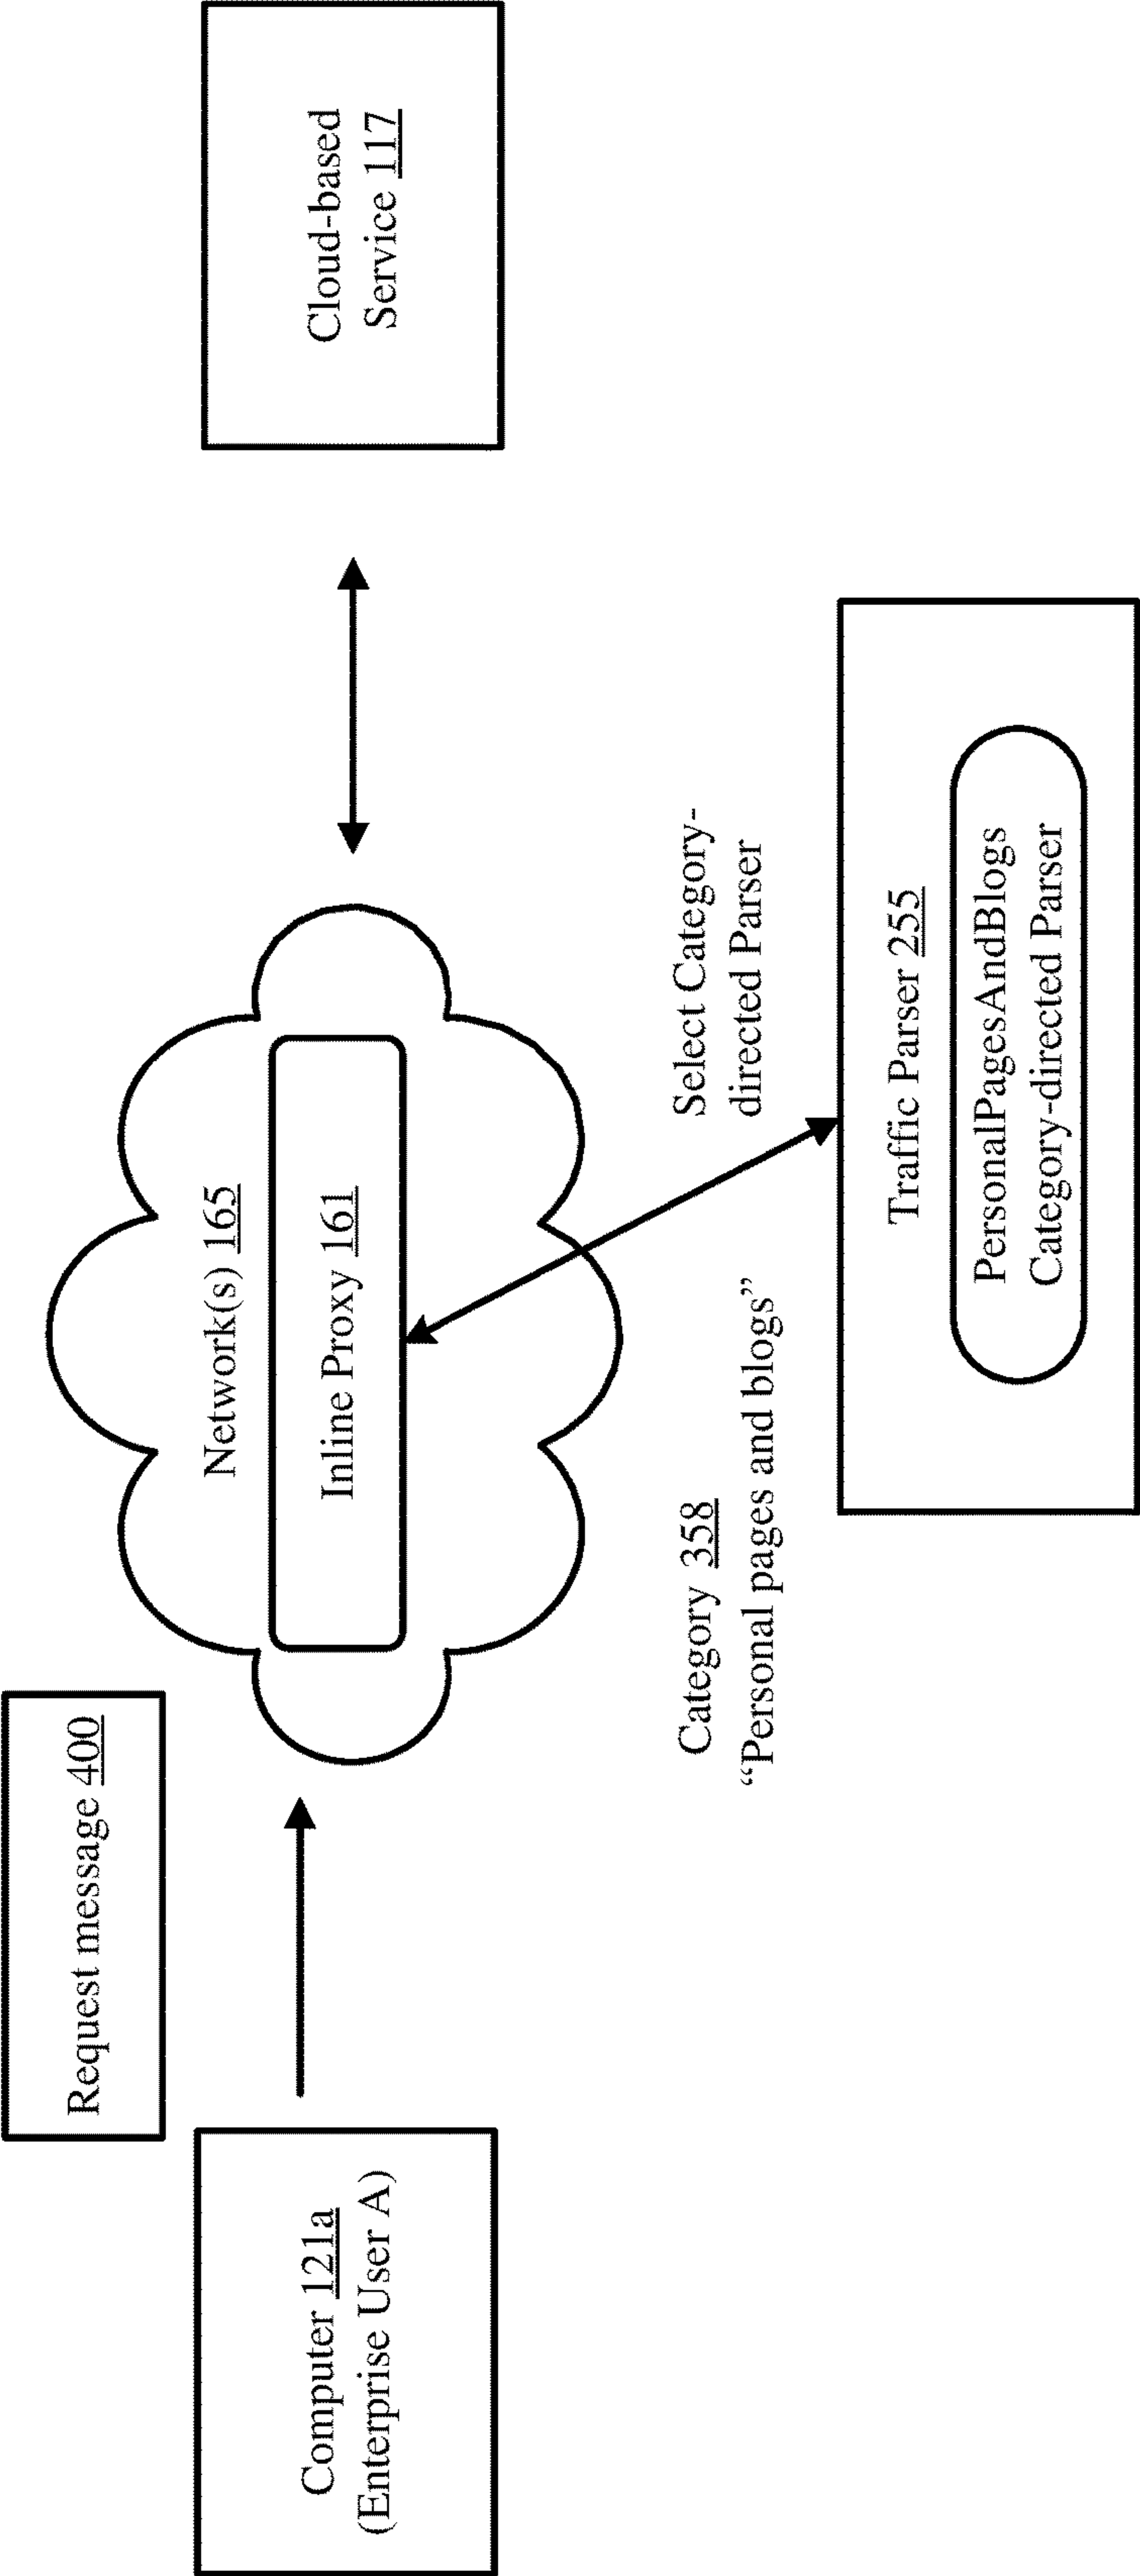 Request message 400
Computer 121a
(Enterprise User A)
Network(s) 165
Inline Proxy 161
Cloud-based
Service 117
Category 358
“Personal pages and blogs”
Select Category-
directed Parser
Traffic Parser 255
PersonalPagesAndBlogs
Category-directed Parser